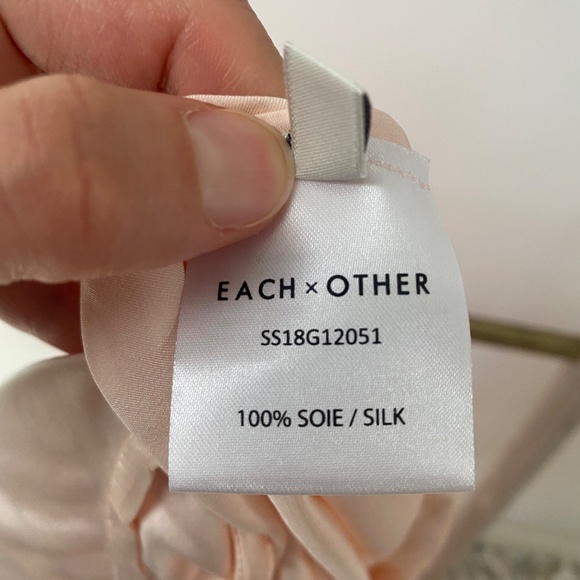 EACH × OTHER
SS18G12051
100% SOIE / SILK